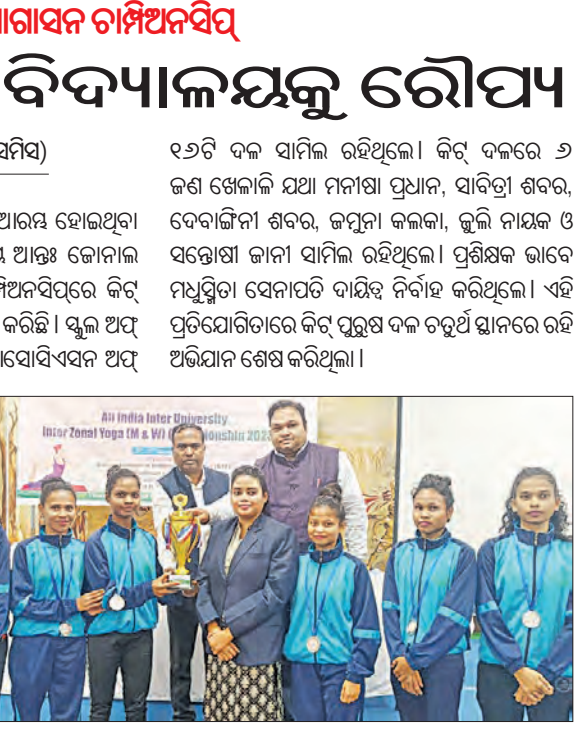 ାଗାସନ ଚାମ୍ପିଅନସିପ୍
ବିଦ୍ୟାଳୟକୁ ରୌପ୍ୟ
ସମିସ)
ଆରମ୍ଭ ହୋଇଥିବା
ଆନ୍ତଃ ଜୋନାଲ
ମ୍ପିଅନସିପ୍‌ରେ କିଟ୍
କରିଛି । ସ୍କୁଲ ଅଫ୍
ାସୋସିଏସନ ଅଫ୍
୧୬ଟି ଦଳ ସାମିଲ ରହିଥିଲେ। କିଟ୍ ଦଳରେ ୬
ଜଣ ଖେଳାଳି ଯଥା ମନୀଷା ପ୍ରଧାନ, ସାବିତ୍ରୀ ଶବର,
ଦେବାଙ୍ଗିନୀ ଶବର, ଜମୁନା କଲକା, ଜୁଲି ନାୟକ ଓ
ସନ୍ତୋଷୀ ଜାନୀ ସାମିଲ ରହିଥିଲେ। ପ୍ରଶିକ୍ଷକ ଭାବେ
ମଧୁସ୍ମିତା ସେନାପତି ଦାୟିତ୍ୱ ନିର୍ବାହ କରିଥିଲେ। ଏହି
ପ୍ରତିଯୋଗିତାରେ କିଟ୍ ପୁରୁଷ ଦଳ ଚତୁର୍ଥ ସ୍ଥାନରେ ରହି
ଅଭିଯାନ ଶେଷ କରିଥିଲା ।
All India Inter University
Inter Zonal Yoga (M & W)